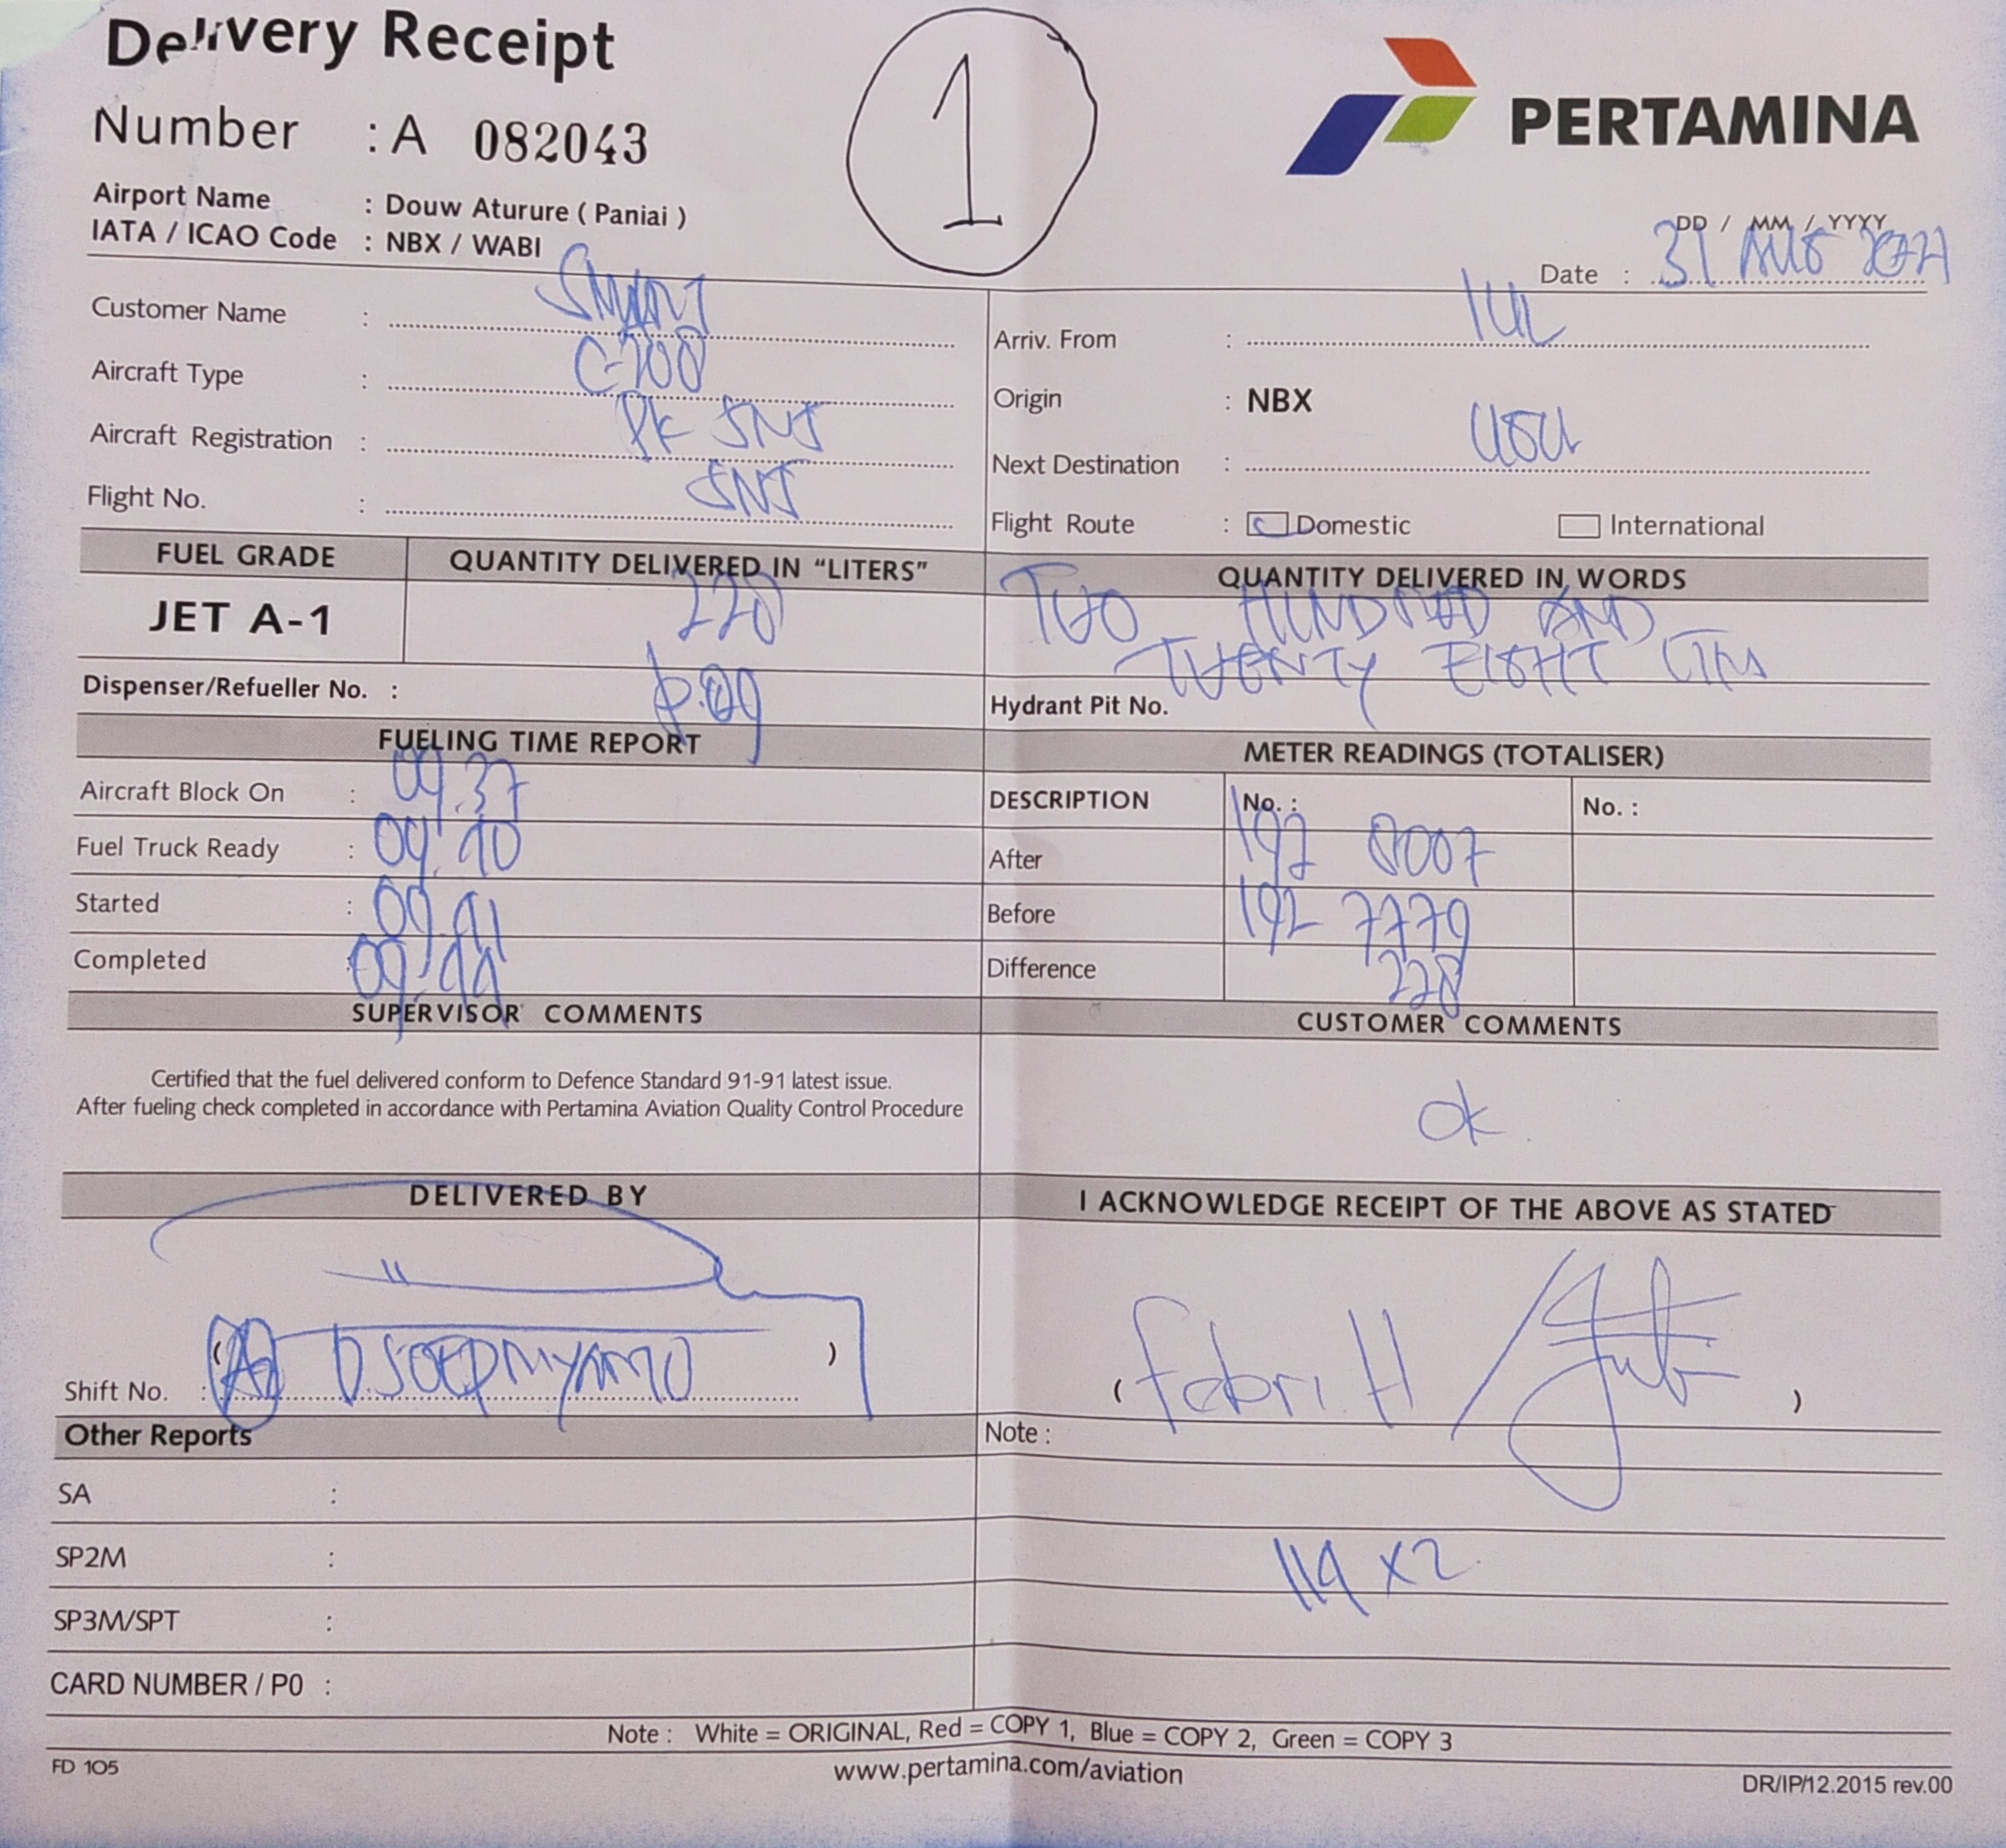 Delivery Receipt
1
PERTAMINA
Number : A 082043
Airport Name : Douw Aturure ( Paniai )
IATA / ICAO Code : NBX / WABI
DD / MM / YYYY
Date : 31
Customer Name : SMART
Aircraft Type :
Aircraft Registration : PK SNJ
Flight No. : SNJ
Arriv. From :
Origin : NBX
Next Destination :
Flight Route : Domestic International
FUEL GRADE QUANTITY DELIVERED IN “LITERS” QUANTITY DELIVERED IN WORDS
JET A-1 228 TWO HUNDRED AND
TWENTY EIGHT LTRS
Dispenser/Refueller No. :
Hydrant Pit No.
FUELING TIME REPORT
Aircraft Block On : 09.37
Fuel Truck Ready : 09.40
Started : 09.41
Completed : 09.44
METER READINGS (TOTALISER)
DESCRIPTION No. : No. :
After 192 8007
Before 192 7779
Difference 228
SUPERVISOR COMMENTS
Certified that the fuel delivered conform to Defence Standard 91-91 latest issue.
After fueling check completed in accordance with Pertamina Aviation Quality Control Procedure
CUSTOMER COMMENTS
ok
DELIVERED BY
( )
Shift No. :
I ACKNOWLEDGE RECEIPT OF THE ABOVE AS STATED
( Febri. H / )
Other Reports
SA :
SP2M :
SP3M/SPT :
CARD NUMBER / P0 :
Note :
114 x2
Note : White = ORIGINAL, Red = COPY 1, Blue = COPY 2, Green = COPY 3
FD 105
www.pertamina.com/aviation
DR/IP/12.2015 rev.00